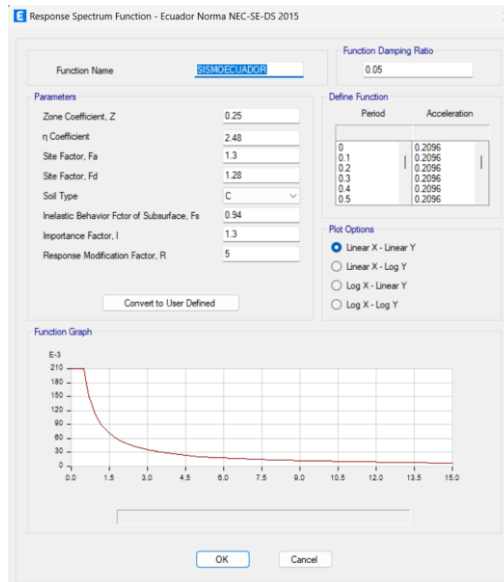 E Response Spectrum Function - Ecuador Norma NEC-SE-DS 2015
Function Damping Ratio
Function Name SISMOECUADOR 0.05
Parameters
Zone Coefficient, Z 0.25
η Coefficient 2.48
Site Factor, Fa 1.3
Site Factor, Fd 1.28
Soil Type C
Inelastic Behavior Fctor of Subsurface, Fs 0.94
Importance Factor, I 1.3
Response Modification Factor, R 5
Convert to User Defined
Define Function
Period Acceleration
0 0.2096
0.1 0.2096
0.2 0.2096
0.3 0.2096
0.4 0.2096
0.5 0.2096
Plot Options
Linear X - Linear Y
Linear X - Log Y
Log X - Linear Y
Log X - Log Y
Function Graph
E-3
210
180
150
120
90
60
30
0
0.0 1.5 3.0 4.5 6.0 7.5 9.0 10.5 12.0 13.5 15.0
OK Cancel